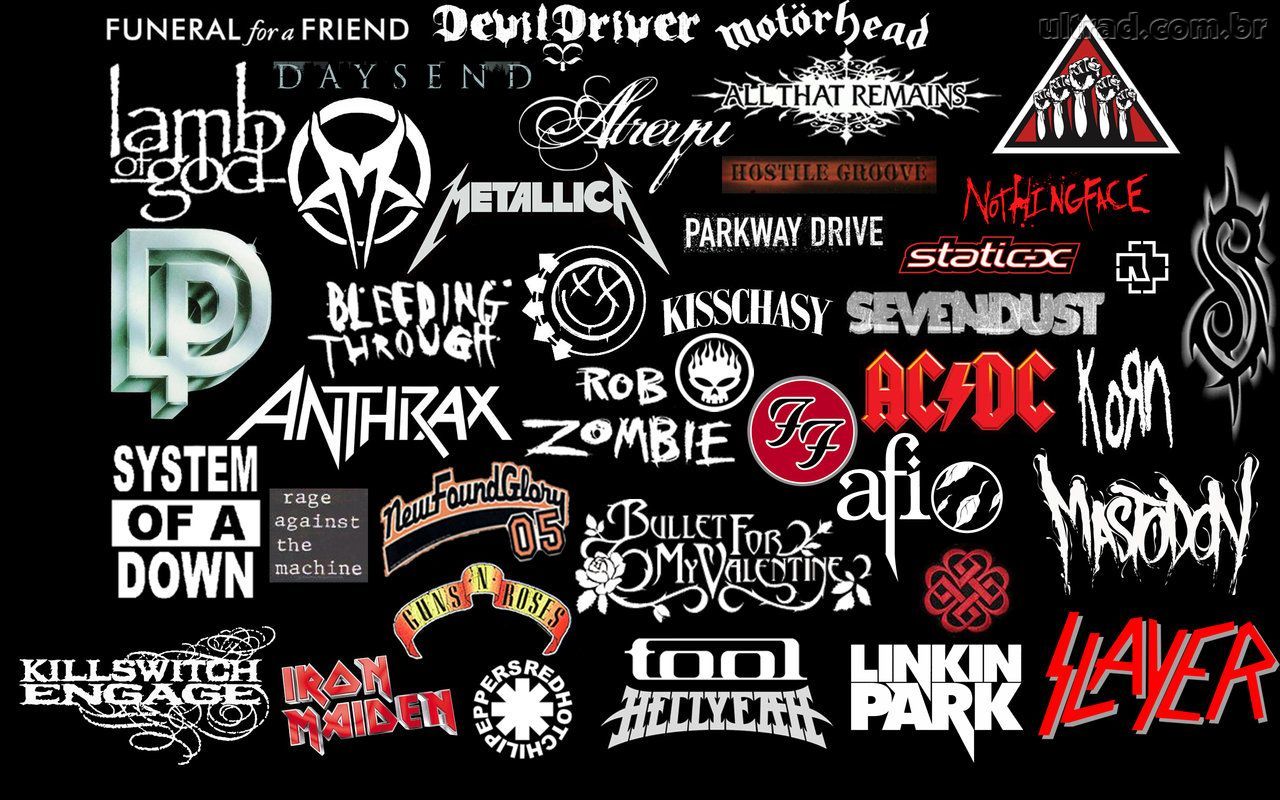 FUNERAL for a FRIEND
DevilDriver
motörhead
ultrad.com.br
DAYSEND
lamb
of god
Atreyu
ALL THAT REMAINS
METALLICA
HOSTILE GROOVE
NOTHINGFACE
PARKWAY DRIVE
static-x
DP
BLEEDING
THROUGH
KISSCHASY
SEVENDUST
S
ROB
ZOMBIE
AC/DC
KoЯn
ANTHRAX
FF
afi
SYSTEM
OF A
DOWN
rage
against
the
machine
NewFoundGlory
05
BULLET FOR
MY VALENTINE
MASTODON
GUNS 'N' ROSES
KILLSWITCH
ENGAGE
IRON
MAIDEN
REDHOTCHILIPEPPERS
tool
HELLYEAH
LINKIN
PARK
SLAYER